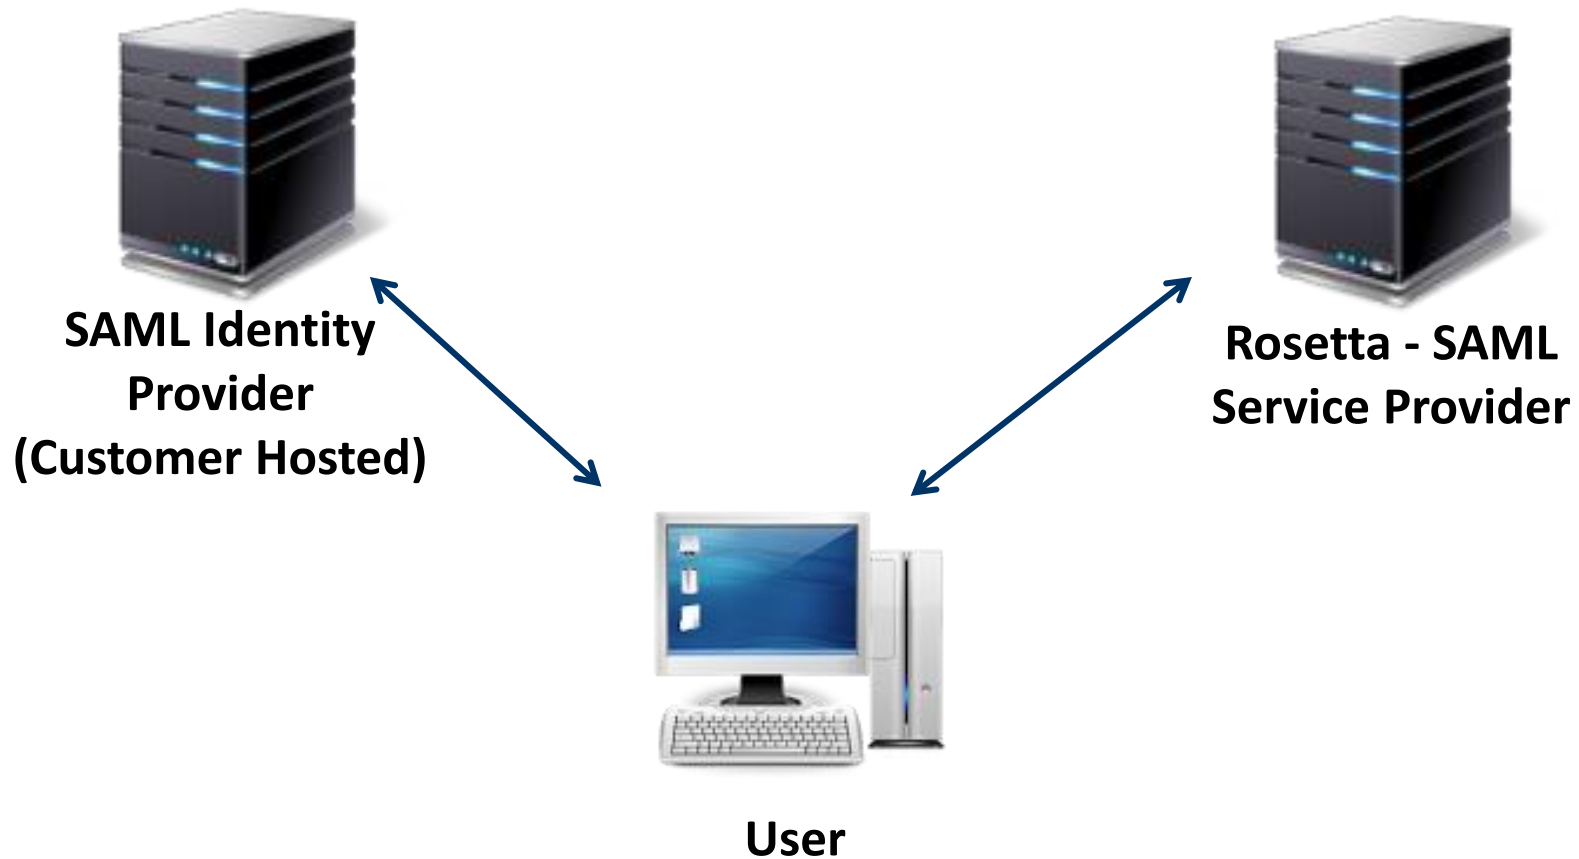 SAML Identity
Provider
(Customer Hosted)
Rosetta - SAML
Service Provider
User